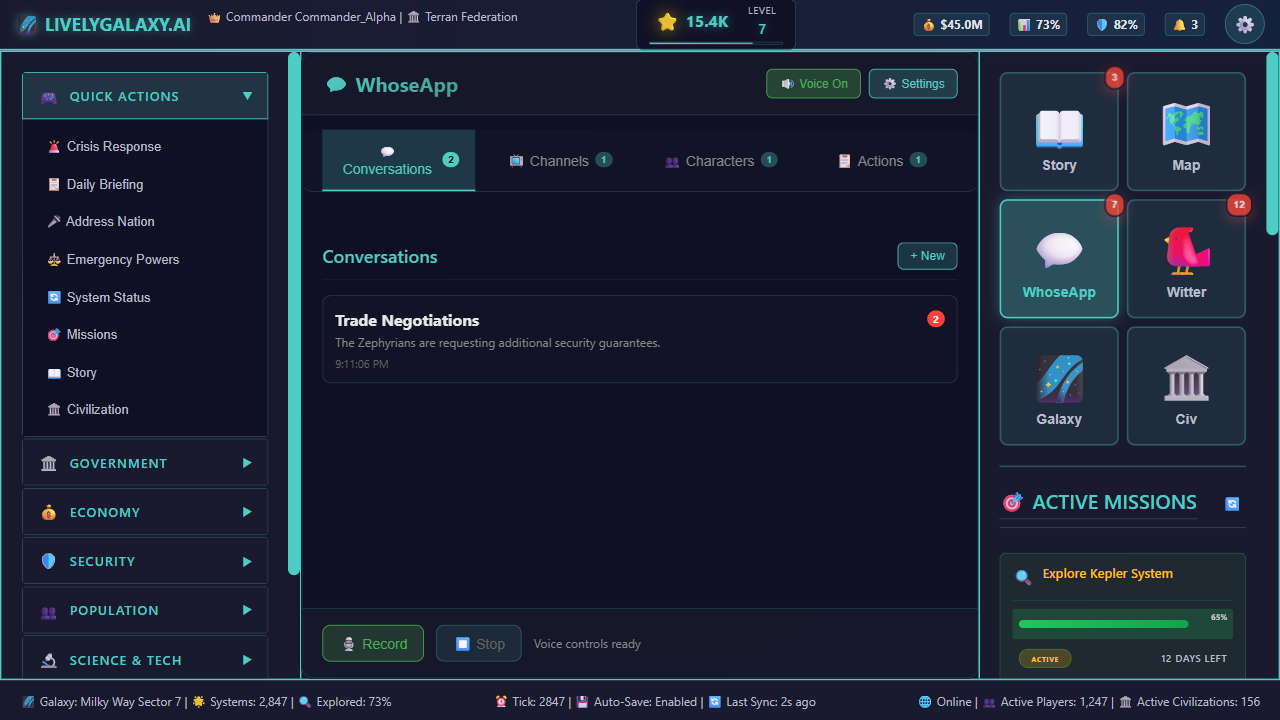 LIVELYGALAXY.AI
Commander Commander_Alpha | Terran Federation
15.4K
LEVEL
7
$45.0M
73%
82%
3
QUICK ACTIONS ▼
Crisis Response
Daily Briefing
Address Nation
Emergency Powers
System Status
Missions
Story
Civilization
GOVERNMENT ▶
ECONOMY ▶
SECURITY ▶
POPULATION ▶
SCIENCE & TECH ▶
WhoseApp
Voice On
Settings
Conversations 2
Channels 1
Characters 1
Actions 1
Conversations
+ New
Trade Negotiations
2
The Zephyrians are requesting additional security guarantees.
9:11:06 PM
Record
Stop
Voice controls ready
3
Story
Map
7
WhoseApp
12
Witter
Galaxy
Civ
ACTIVE MISSIONS
Explore Kepler System
65%
ACTIVE
12 DAYS LEFT
Galaxy: Milky Way Sector 7 | Systems: 2,847 | Explored: 73%
Tick: 2847 | Auto-Save: Enabled | Last Sync: 2s ago
Online | Active Players: 1,247 | Active Civilizations: 156